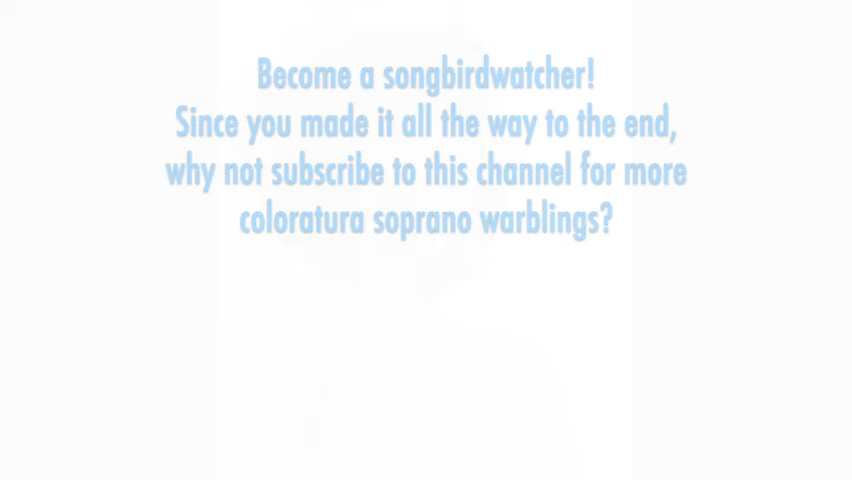 Become a songbirdwatcher!
Since you made it all the way to the end,
why not subscribe to this channel for more
coloratura soprano warblings?